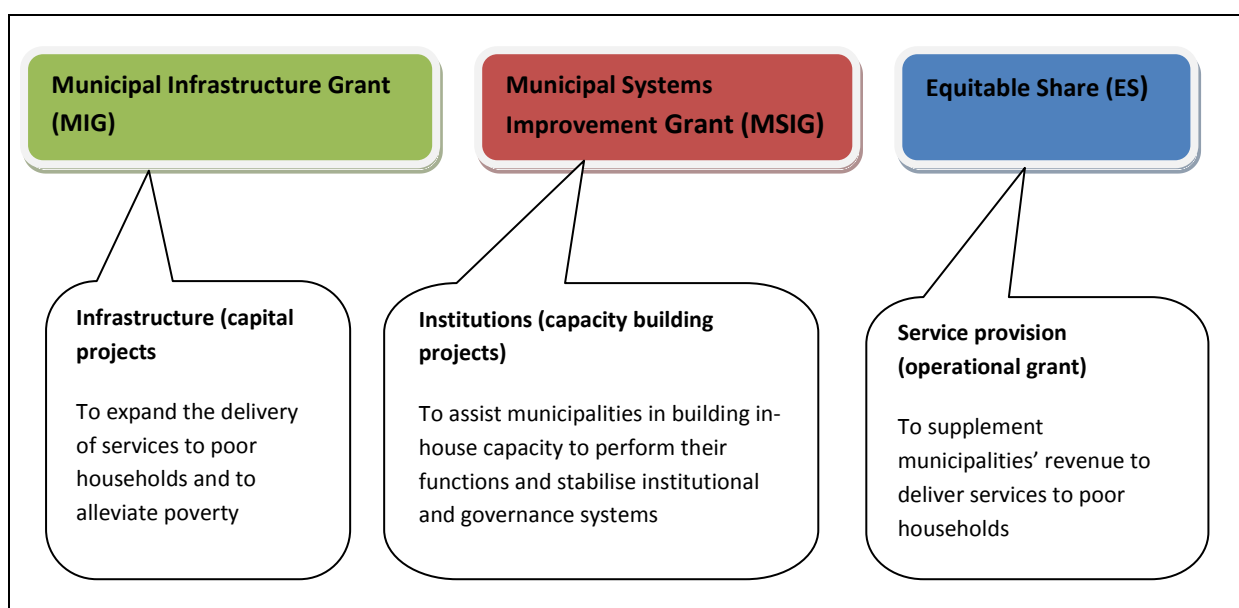 Municipal Infrastructure Grant
(MIG)
Municipal Systems
Improvement Grant (MSIG)
Equitable Share (ES)
Infrastructure (capital
projects
To expand the delivery
of services to poor
households and to
alleviate poverty
Institutions (capacity building
projects)
To assist municipalities in building in-
house capacity to perform their
functions and stabilise institutional
and governance systems
Service provision
(operational grant)
To supplement
municipalities’ revenue to
deliver services to poor
households